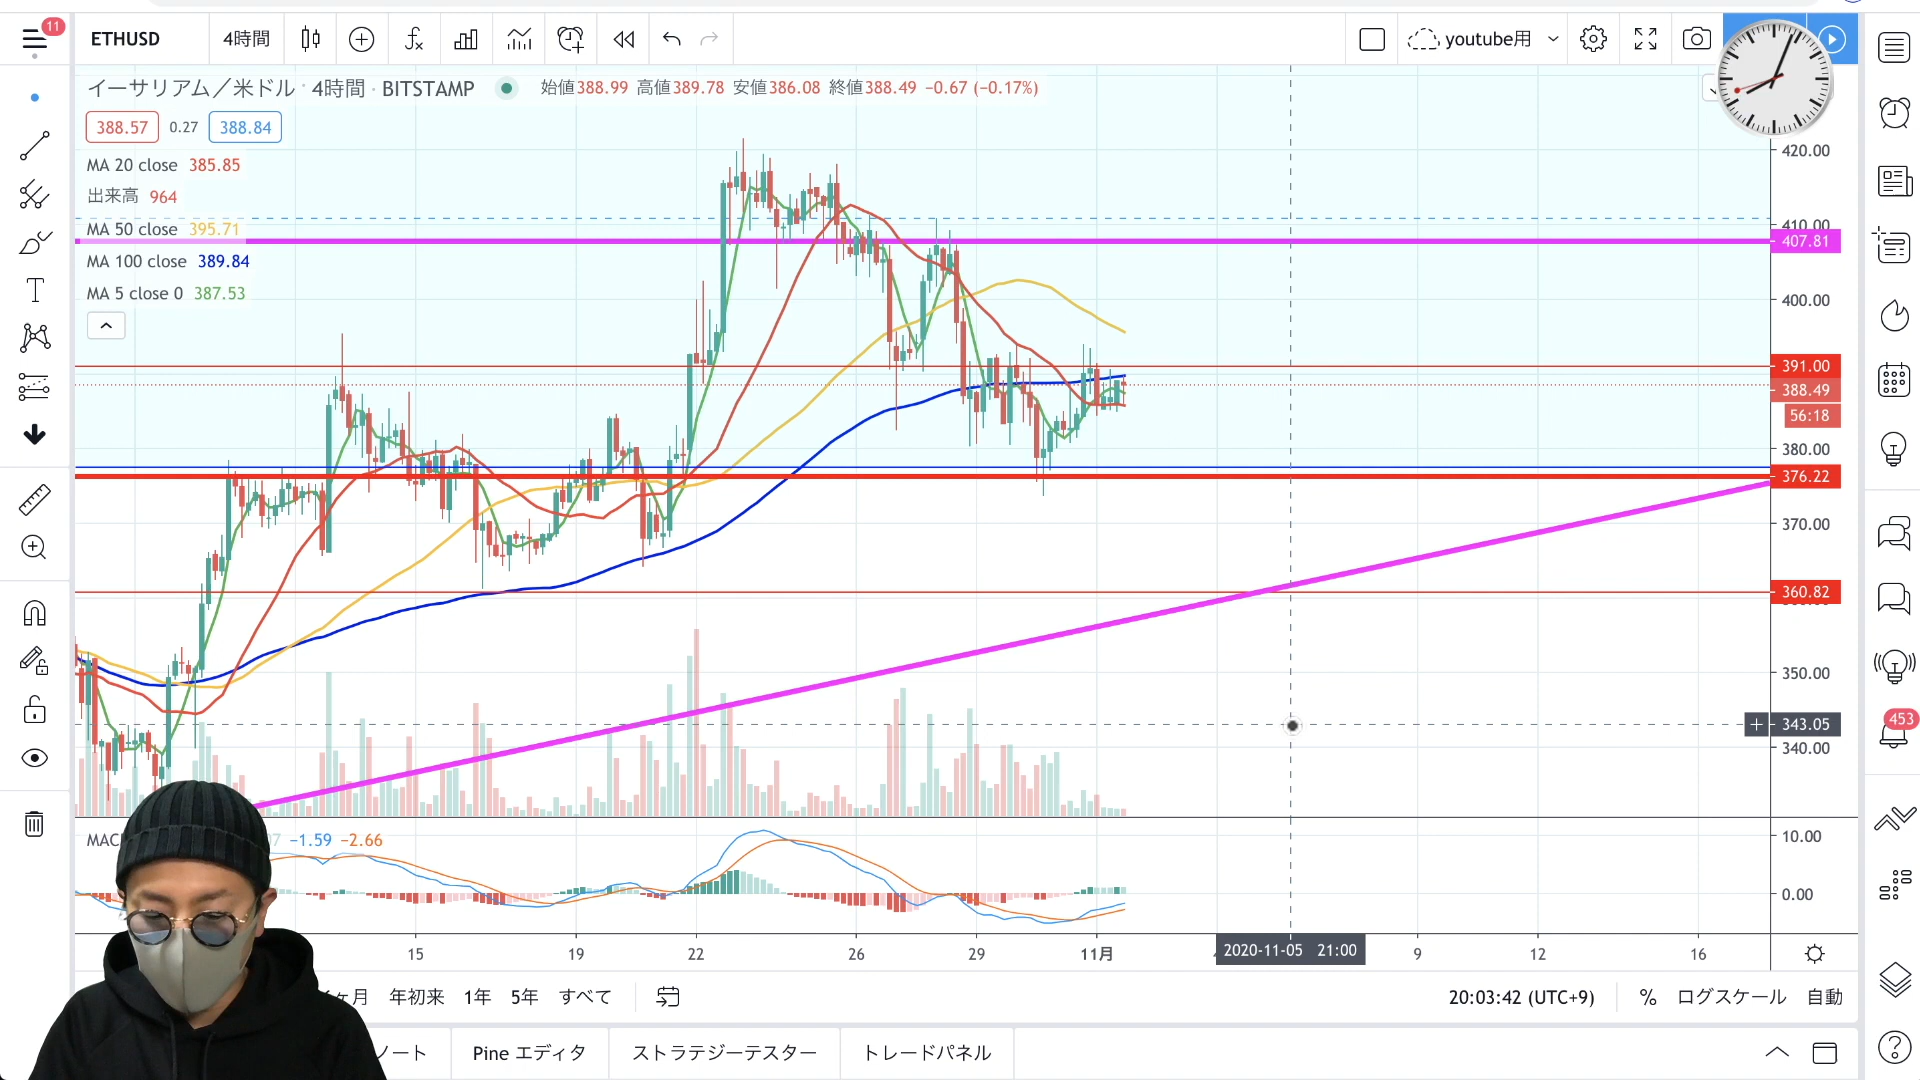 11
ETHUSD
4時間
youtube用
イーサリアム／米ドル · 4時間 · BITSTAMP
始値388.99 高値389.78 安値386.08 終値388.49 −0.67 (−0.17%)
388.57 0.27 388.84
MA 20 close 385.85
出来高 964
MA 50 close 395.71
MA 100 close 389.84
MA 5 close 0 387.53
420.00
410.00
407.81
400.00
391.00
388.49
56:18
380.00
376.22
370.00
360.82
350.00
343.05
340.00
453
−1.59 −2.66
10.00
0.00
15 19 22 26 29 11月 2020-11-05 21:00 9 12 16
ヶ月 年初来 1年 5年 すべて
20:03:42 (UTC+9) % ログスケール 自動
ノート Pine エディタ ストラテジーテスター トレードパネル